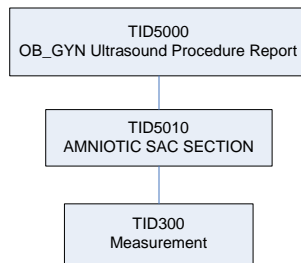 TID5000
OB_GYN Ultrasound Procedure Report
TID5010
AMNIOTIC SAC SECTION
TID300
Measurement